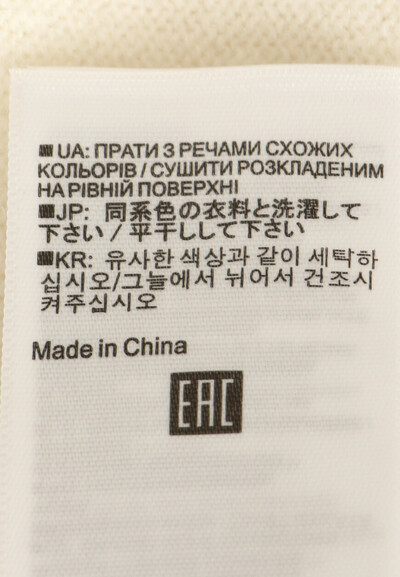 UA: ПРАТИ З РЕЧАМИ СХОЖИХ
КОЛЬОРІВ / СУШИТИ РОЗКЛАДЕНИМ
НА РІВНІЙ ПОВЕРХНІ
JP: 同系色の衣料と洗濯して
下さい / 平干しして下さい
KR: 유사한 색상과 같이 세탁하
십시오/그늘에서 뉘어서 건조시
켜주십시오
Made in China
EAC